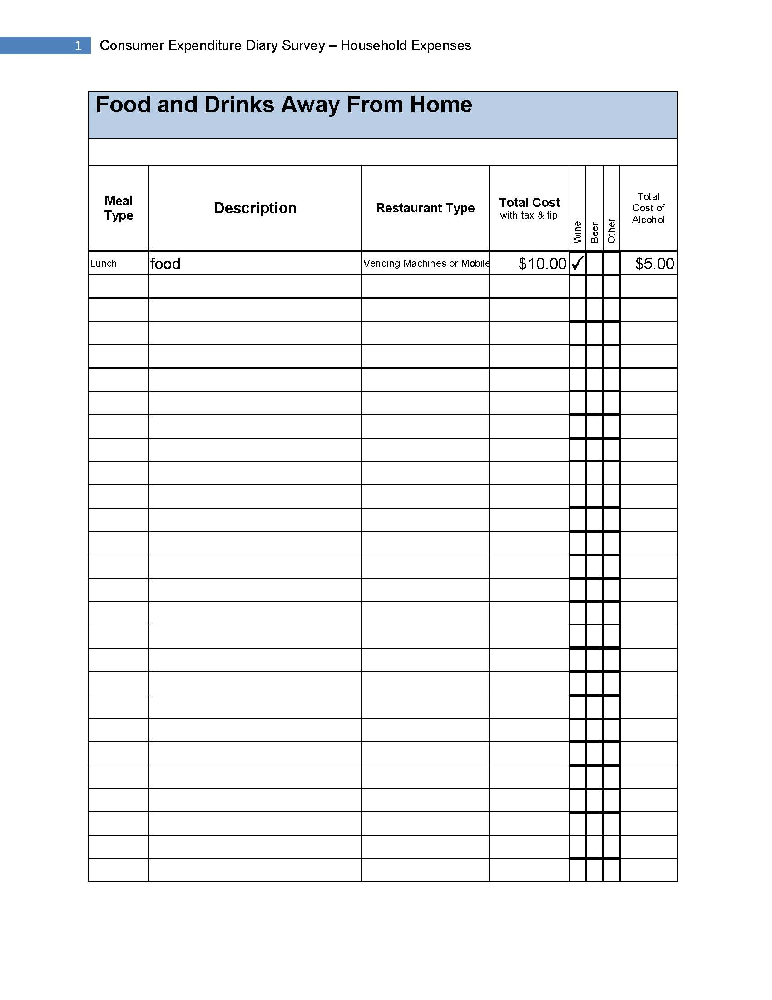 1 Consumer Expenditure Diary Survey – Household Expenses
Food and Drinks Away From Home
Meal
Type
Description
Restaurant Type
Total Cost
with tax & tip
Wine
Beer
Other
Total
Cost of
Alcohol
Lunch food Vending Machines or Mobile $10.00 ✓ $5.00